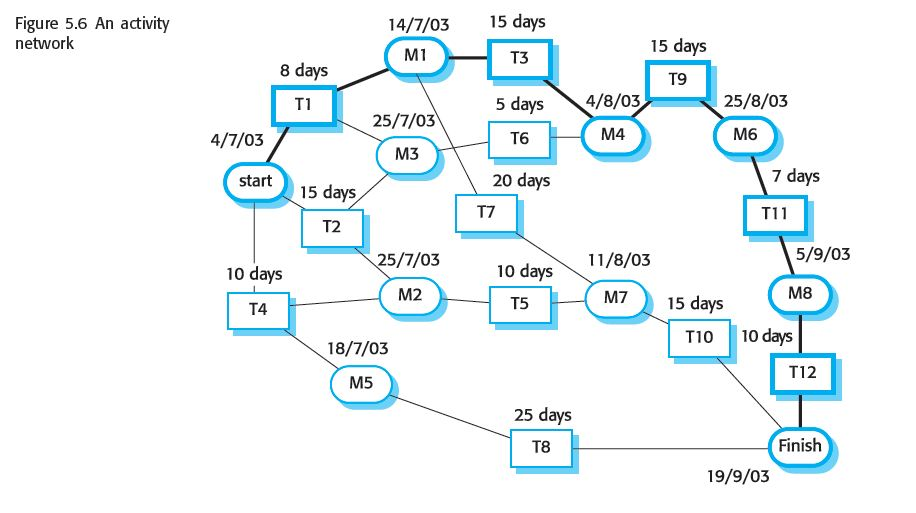 Figure 5.6 An activity
network
14/7/03
15 days
M1
T3
15 days
8 days
T9
T1
5 days
4/8/03
25/8/03
25/7/03
T6
M4
M6
4/7/03
M3
start
15 days
20 days
7 days
T2
T7
T11
25/7/03
11/8/03
5/9/03
10 days
10 days
M2
M7
M8
T4
T5
15 days
T10
10 days
18/7/03
M5
T12
25 days
T8
Finish
19/9/03